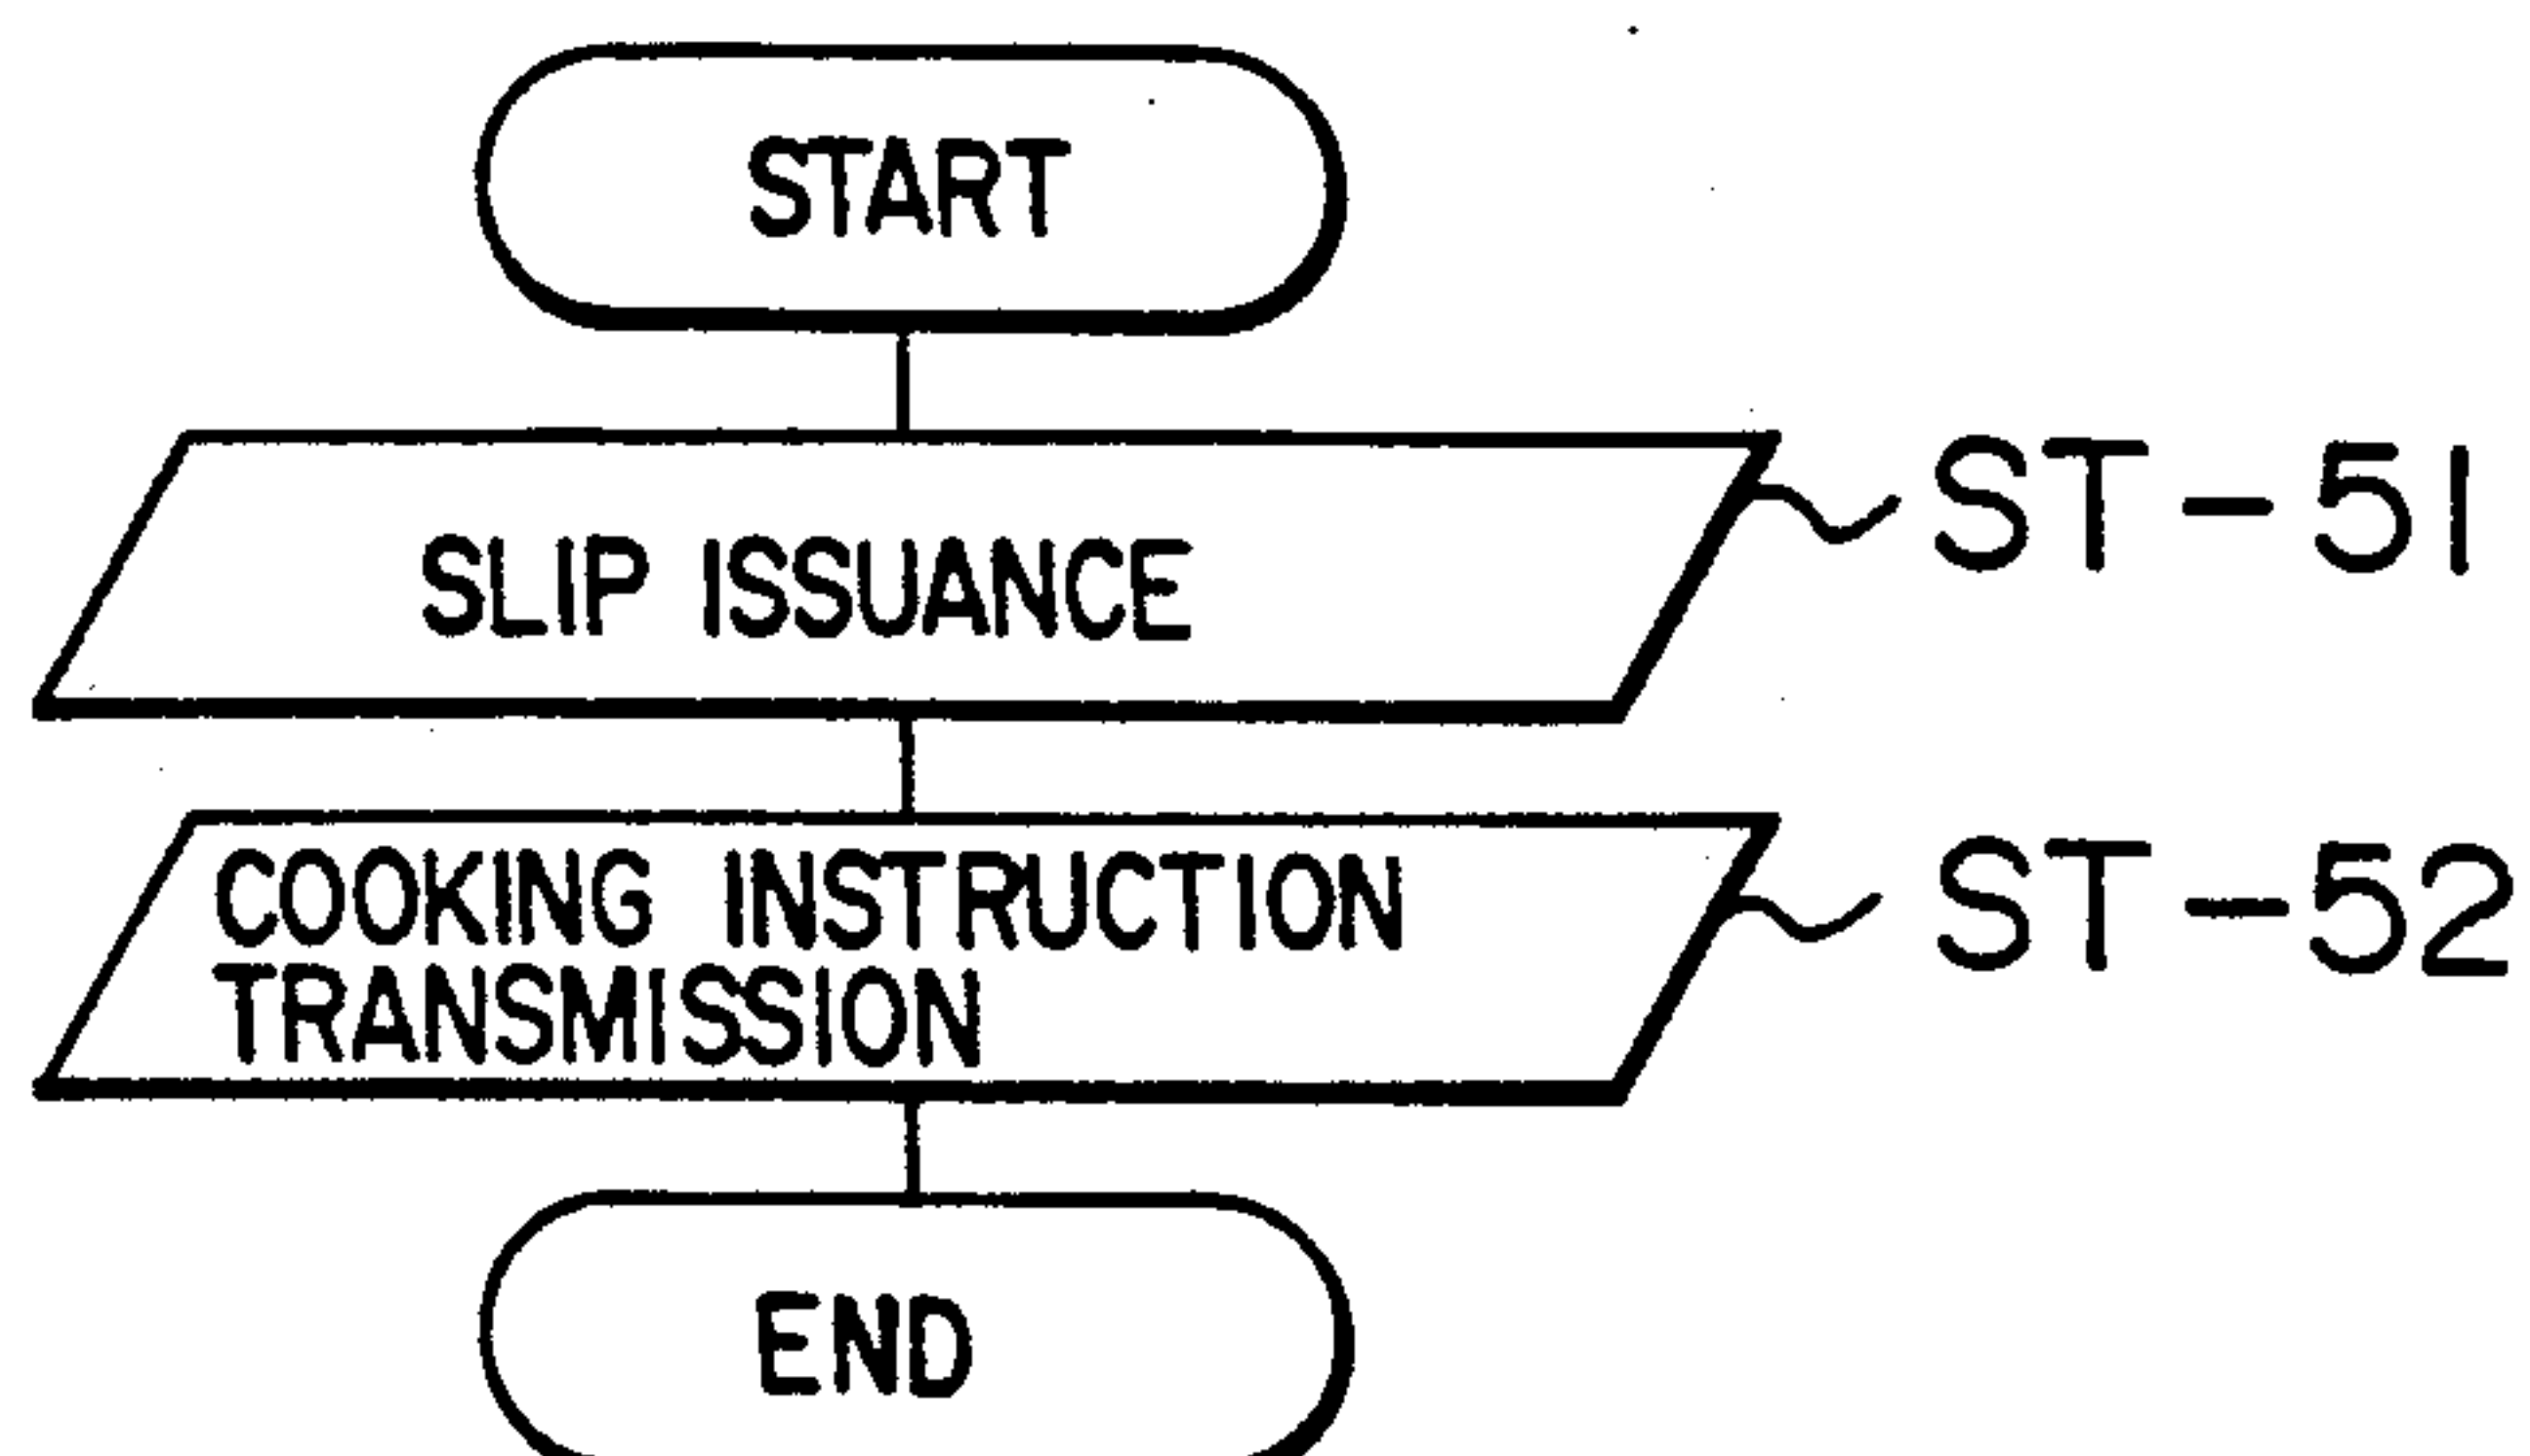 START
SLIP ISSUANCE
ST-51
COOKING INSTRUCTION
TRANSMISSION
ST-52
END